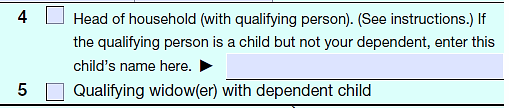 4 Head of household (with qualifying person). (See instructions.) If
the qualifying person is a child but not your dependent, enter this
child's name here. ▶
5 Qualifying widow(er) with dependent child